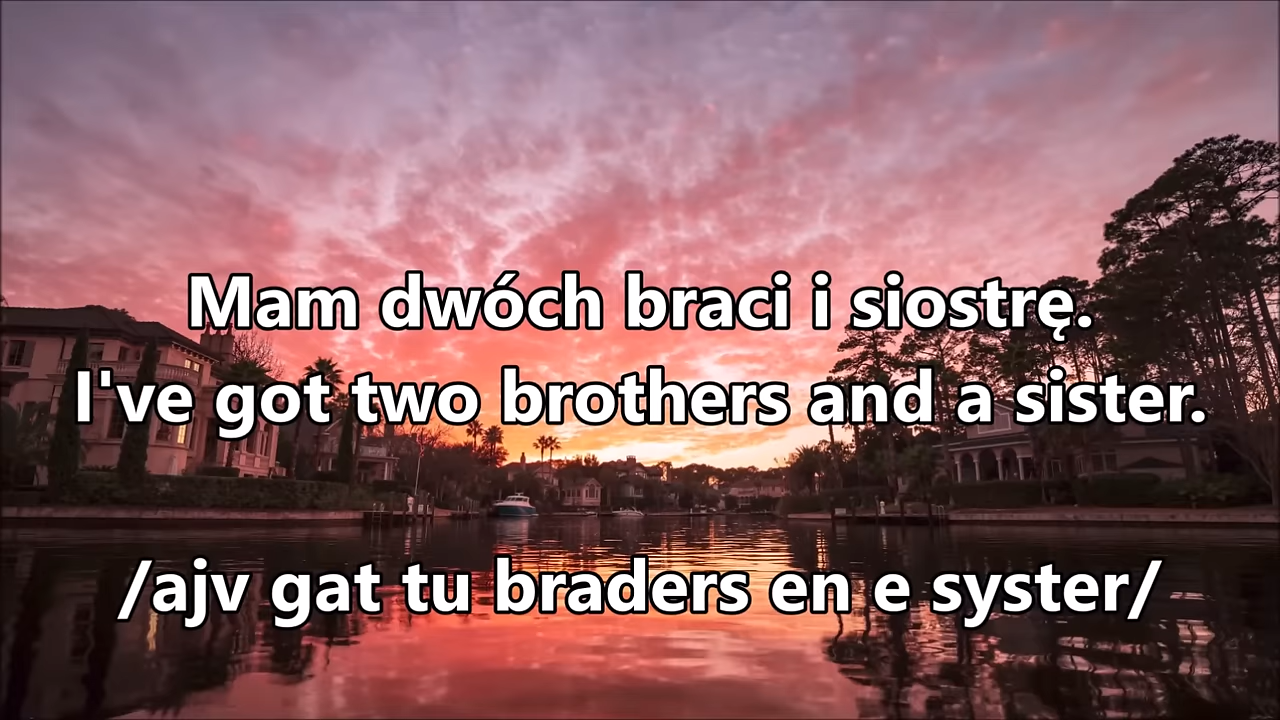 Mam dwóch braci i siostrę.
I've got two brothers and a sister.
/ajv gat tu braders en e syster/